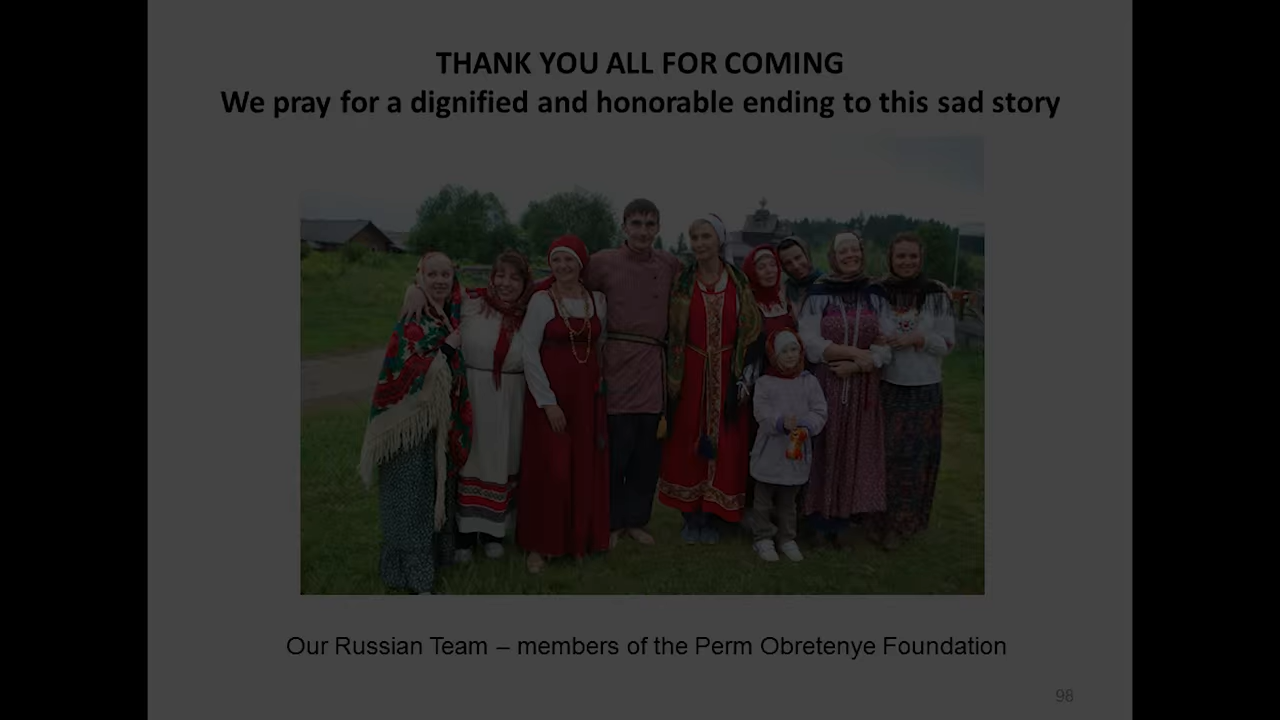 THANK YOU ALL FOR COMING
We pray for a dignified and honorable ending to this sad story
Our Russian Team – members of the Perm Obretenye Foundation
98